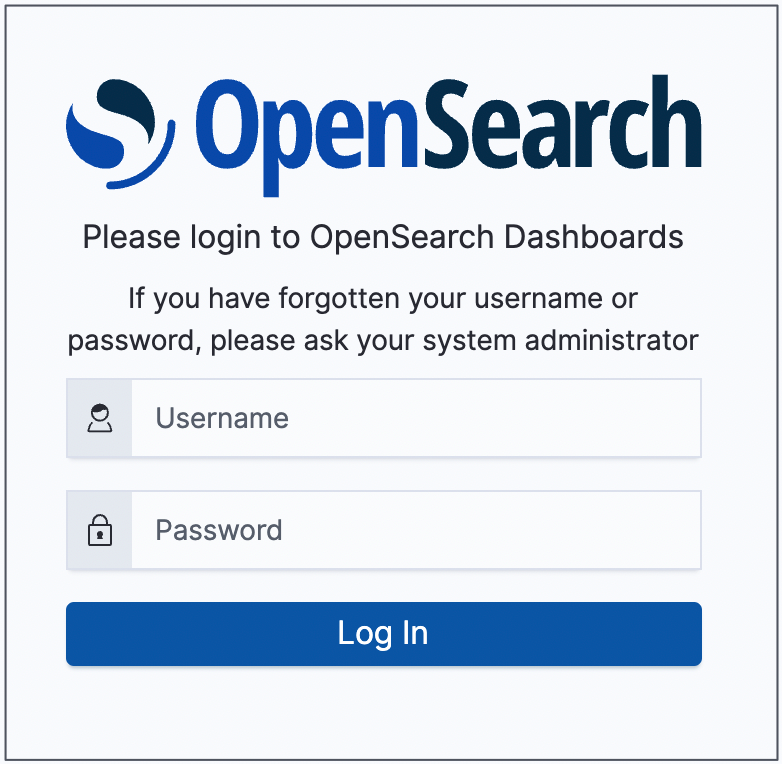 OpenSearch
Please login to OpenSearch Dashboards
If you have forgotten your username or
password, please ask your system administrator
Username
Password
Log In